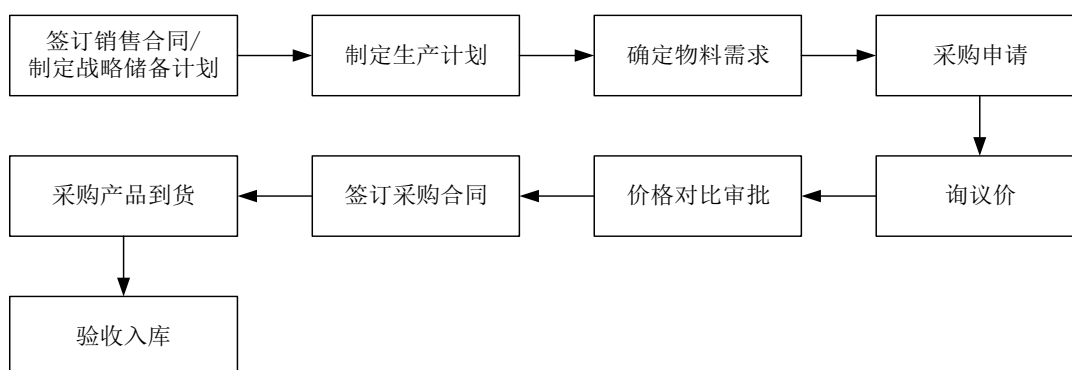 签订销售合同/
制定战略储备计划
制定生产计划
确定物料需求
采购申请
询议价
价格对比审批
签订采购合同
采购产品到货
验收入库